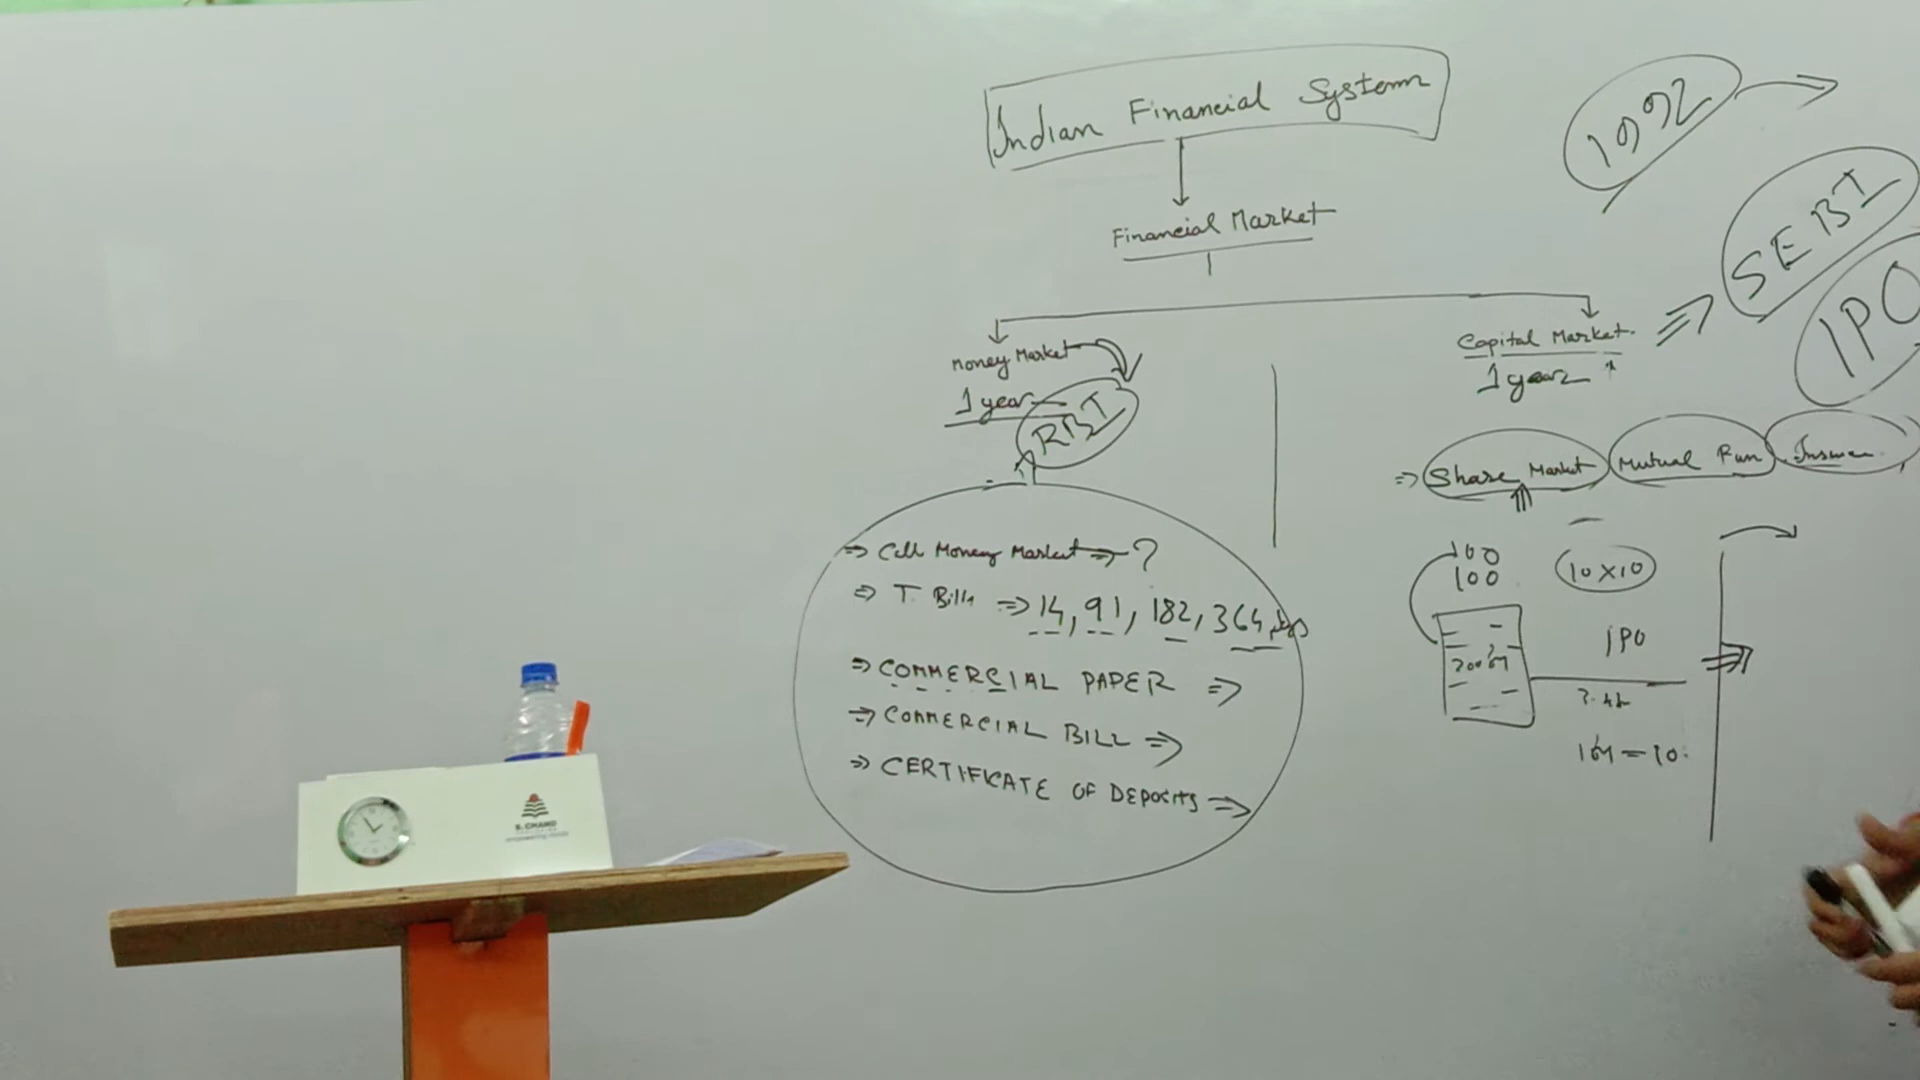 Indian Financial System
1992
SEBI
IPO
Financial Market
Money Market
1 year
RBI
Capital Market
1 year
⇒ Share Market Mutual Fun
⇒ Call Money Market ⇒ ?
⇒ T. Bills ⇒ 14, 91, 182, 364 days
⇒ COMMERCIAL PAPER ⇒
⇒ COMMERCIAL BILL ⇒
⇒ CERTIFICATE OF DEPOSITS ⇒
100
100
10X10
IPO
S. CHAND